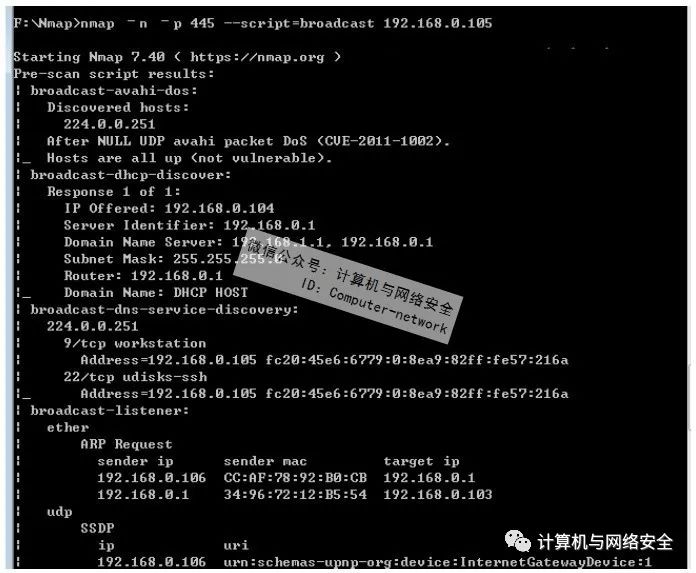 F:\Nmap>nmap -n -p 445 --script=broadcast 192.168.0.105
Starting Nmap 7.40 ( https://nmap.org )
Pre-scan script results:
| broadcast-avahi-dos:
|   Discovered hosts:
|     224.0.0.251
|   After NULL UDP avahi packet DoS (CVE-2011-1002).
|_  Hosts are all up (not vulnerable).
| broadcast-dhcp-discover:
|   Response 1 of 1:
|     IP Offered: 192.168.0.104
|     Server Identifier: 192.168.0.1
|     Domain Name Server: 192.168.1.1, 192.168.0.1
|     Subnet Mask: 255.255.255.0
|     Router: 192.168.0.1
|_    Domain Name: DHCP HOST
| broadcast-dns-service-discovery:
|   224.0.0.251
|     9/tcp workstation
|       Address=192.168.0.105 fc20:45e6:6779:0:8ea9:82ff:fe57:216a
|     22/tcp udisks-ssh
|_      Address=192.168.0.105 fc20:45e6:6779:0:8ea9:82ff:fe57:216a
| broadcast-listener:
|   ether
|       ARP Request
|         sender ip      sender mac          target ip
|         192.168.0.106  CC:AF:78:92:B0:CB  192.168.0.1
|         192.168.0.1    34:96:72:12:B5:54  192.168.0.103
|   udp
|       SSDP
|         ip             uri
|         192.168.0.106  urn:schemas-upnp-org:device:InternetGatewayDevice:1
微信公众号：计算机与网络安全
ID：Computer-network
计算机与网络安全